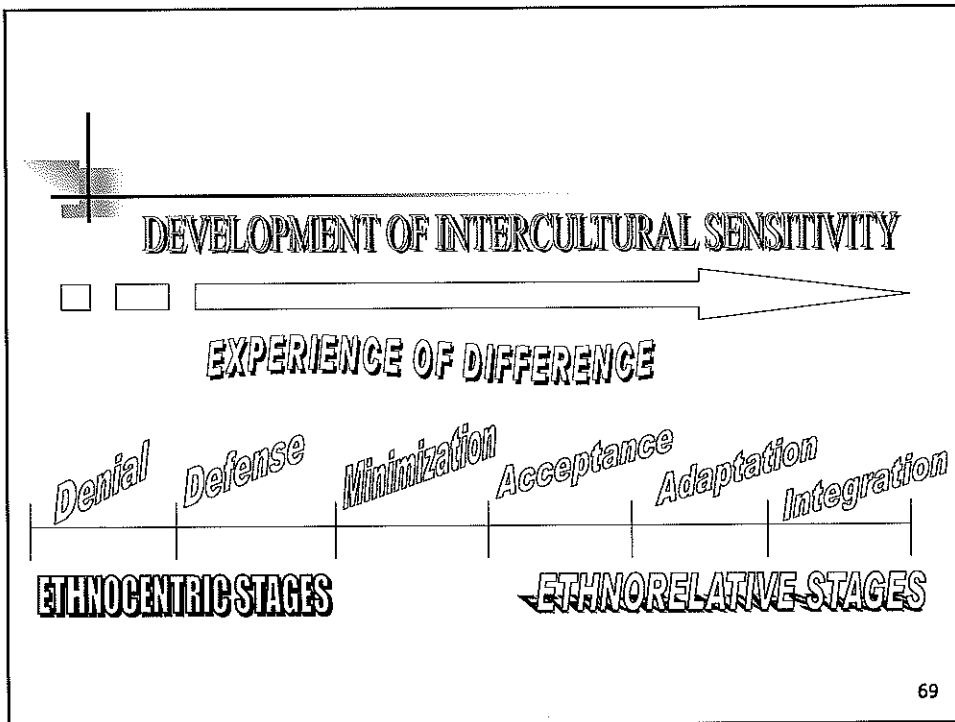 DEVELOPMENT OF INTERCULTURAL SENSITIVITY
EXPERIENCE OF DIFFERENCE
Denial Defense Minimization Acceptance Adaptation Integration
ETHNOCENTRIC STAGES ETHNORELATIVE STAGES
69